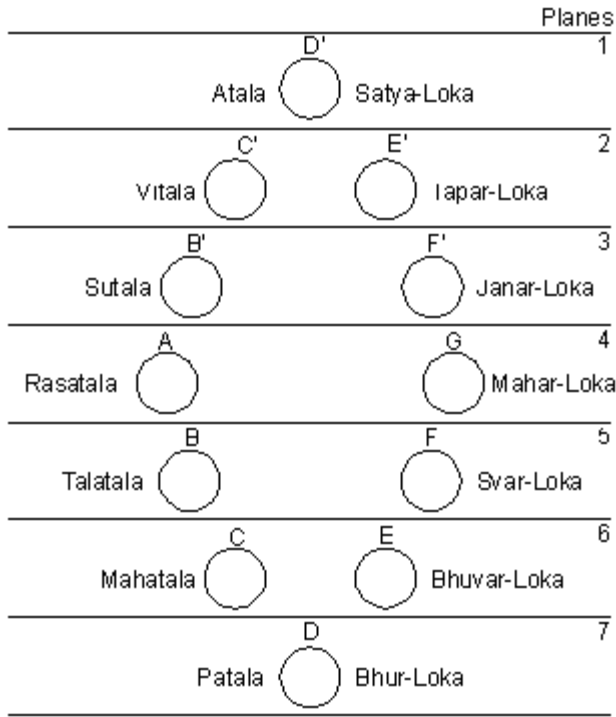 Planes
D' 1
Atala Satya-Loka
C' E' 2
Vitala Iapar-Loka
B' F' 3
Sutala Janar-Loka
A G 4
Rasatala Mahar-Loka
B F 5
Talatala Svar-Loka
C E 6
Mahatala Bhuvar-Loka
D 7
Patala Bhur-Loka